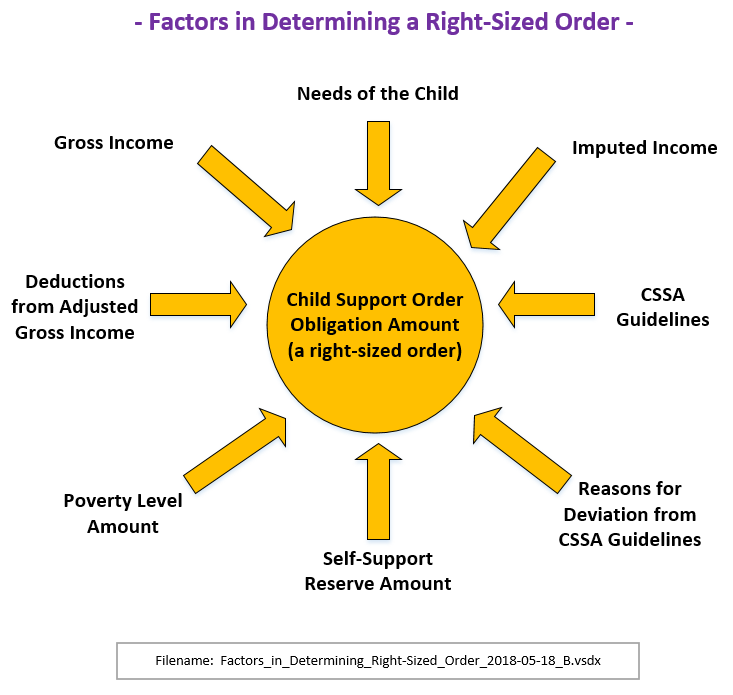 - Factors in Determining a Right-Sized Order -
Needs of the Child
Gross Income
Imputed Income
Deductions
from Adjusted
Gross Income
Child Support Order
Obligation Amount
(a right-sized order)
CSSA
Guidelines
Poverty Level
Amount
Self-Support
Reserve Amount
Reasons for
Deviation from
CSSA Guidelines
Filename:  Factors_in_Determining_Right-Sized_Order_2018-05-18_B.vsdx